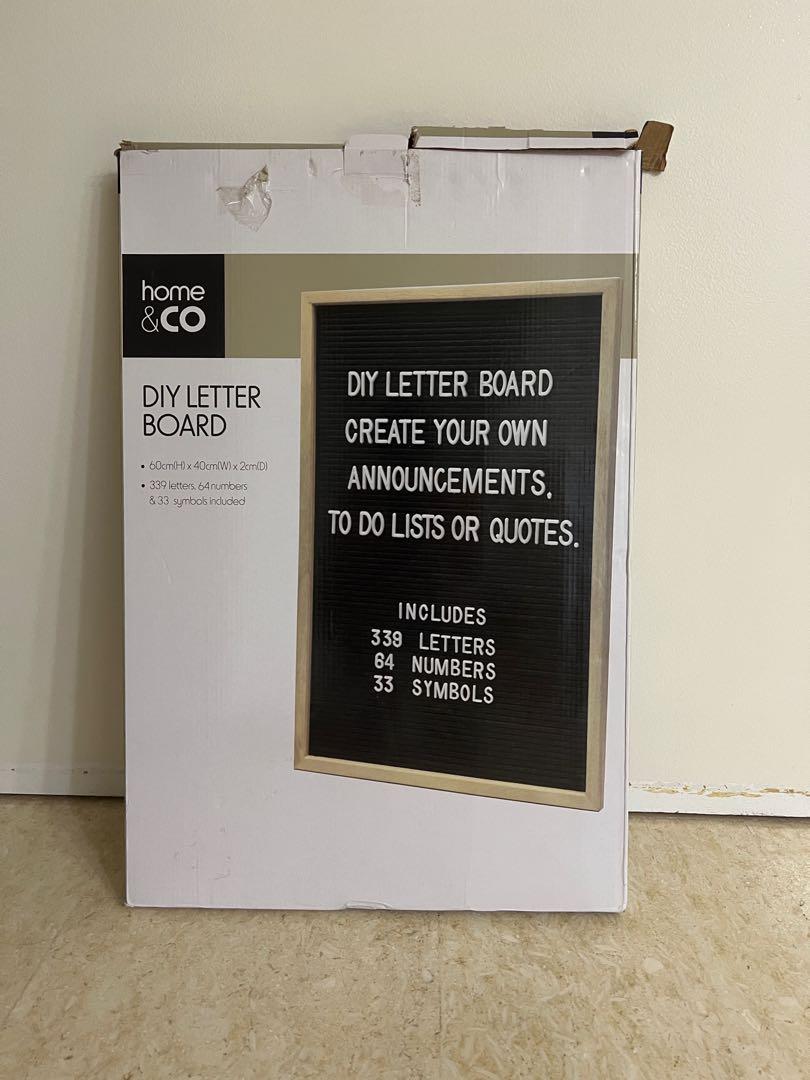 home
&CO
DIY LETTER
BOARD
• 60cm(H) x 40cm(W) x 2cm(D)
• 339 letters, 64 numbers
& 33 symbols included
DIY LETTER BOARD
CREATE YOUR OWN
ANNOUNCEMENTS.
TO DO LISTS OR QUOTES.
INCLUDES
339 LETTERS
64 NUMBERS
33 SYMBOLS